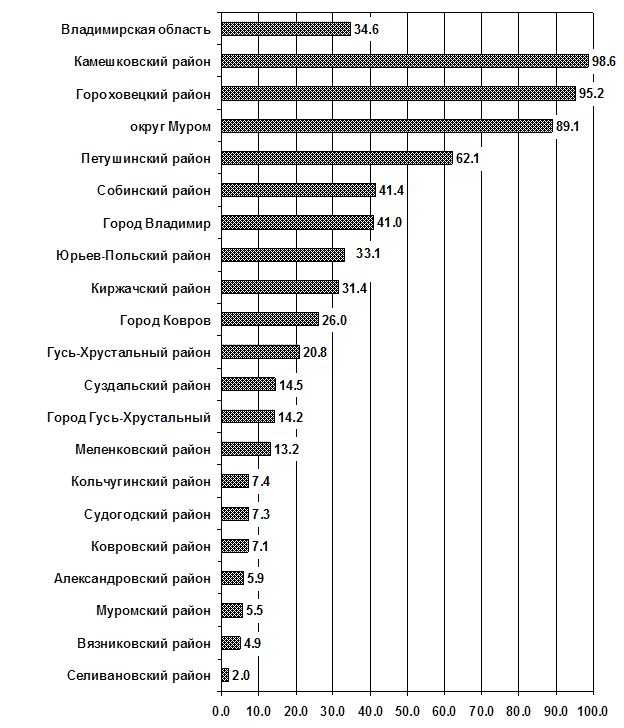 Владимирская область 34.6
Камешковский район 98.6
Гороховецкий район 95.2
округ Муром 89.1
Петушинский район 62.1
Собинский район 41.4
Город Владимир 41.0
Юрьев-Польский район 33.1
Киржачский район 31.4
Город Ковров 26.0
Гусь-Хрустальный район 20.8
Суздальский район 14.5
Город Гусь-Хрустальный 14.2
Меленковский район 13.2
Кольчугинский район 7.4
Судогодский район 7.3
Ковровский район 7.1
Александровский район 5.9
Муромский район 5.5
Вязниковский район 4.9
Селивановский район 2.0
0.0 10.0 20.0 30.0 40.0 50.0 60.0 70.0 80.0 90.0 100.0